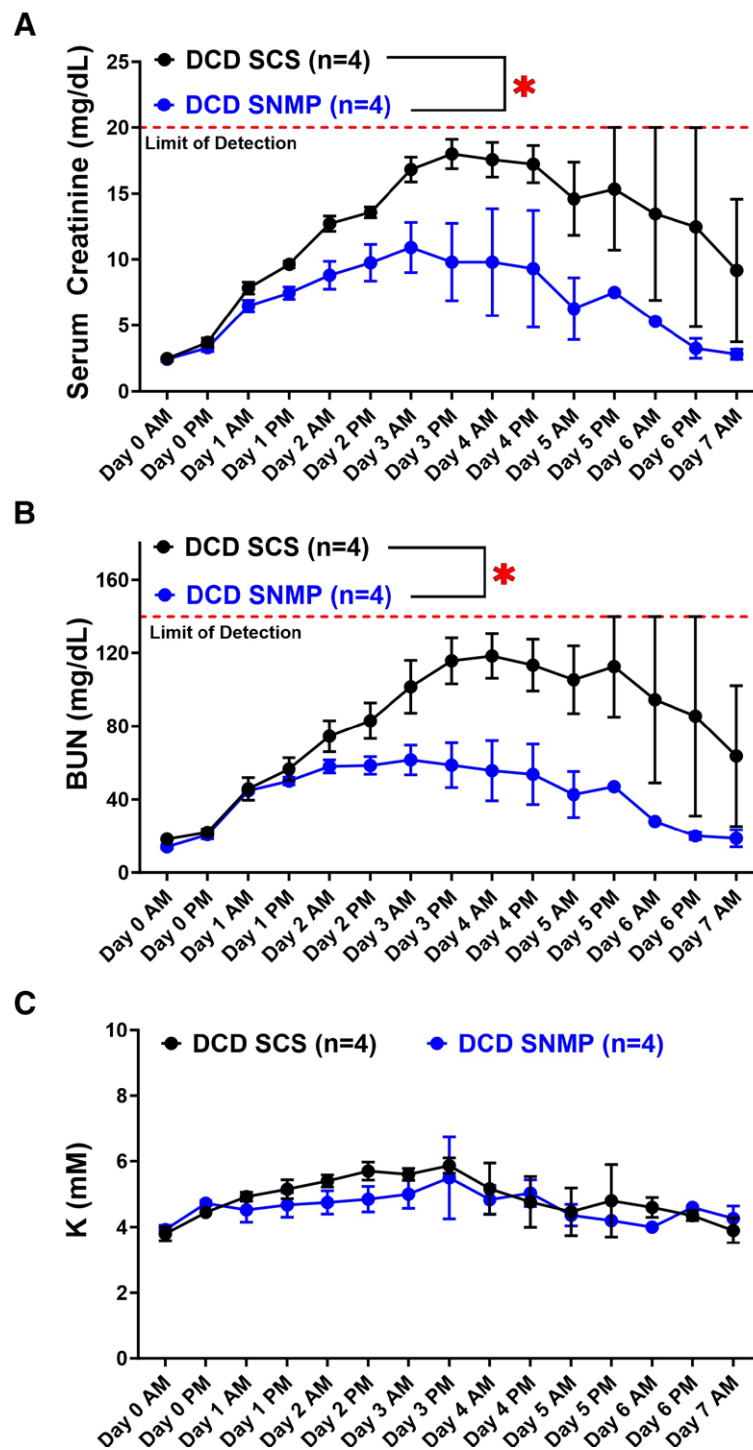 A
DCD SCS (n=4)
DCD SNMP (n=4)
*
Limit of Detection
Serum Creatinine (mg/dL)
25
20
15
10
5
0
Day 0 AM
Day 0 PM
Day 1 AM
Day 1 PM
Day 2 AM
Day 2 PM
Day 3 AM
Day 3 PM
Day 4 AM
Day 4 PM
Day 5 AM
Day 5 PM
Day 6 AM
Day 6 PM
Day 7 AM
B
DCD SCS (n=4)
DCD SNMP (n=4)
*
Limit of Detection
BUN (mg/dL)
160
120
80
40
0
Day 0 AM
Day 0 PM
Day 1 AM
Day 1 PM
Day 2 AM
Day 2 PM
Day 3 AM
Day 3 PM
Day 4 AM
Day 4 PM
Day 5 AM
Day 5 PM
Day 6 AM
Day 6 PM
Day 7 AM
C
DCD SCS (n=4) DCD SNMP (n=4)
K (mM)
10
8
6
4
2
0
Day 0 AM
Day 0 PM
Day 1 AM
Day 1 PM
Day 2 AM
Day 2 PM
Day 3 AM
Day 3 PM
Day 4 AM
Day 4 PM
Day 5 AM
Day 5 PM
Day 6 AM
Day 6 PM
Day 7 AM